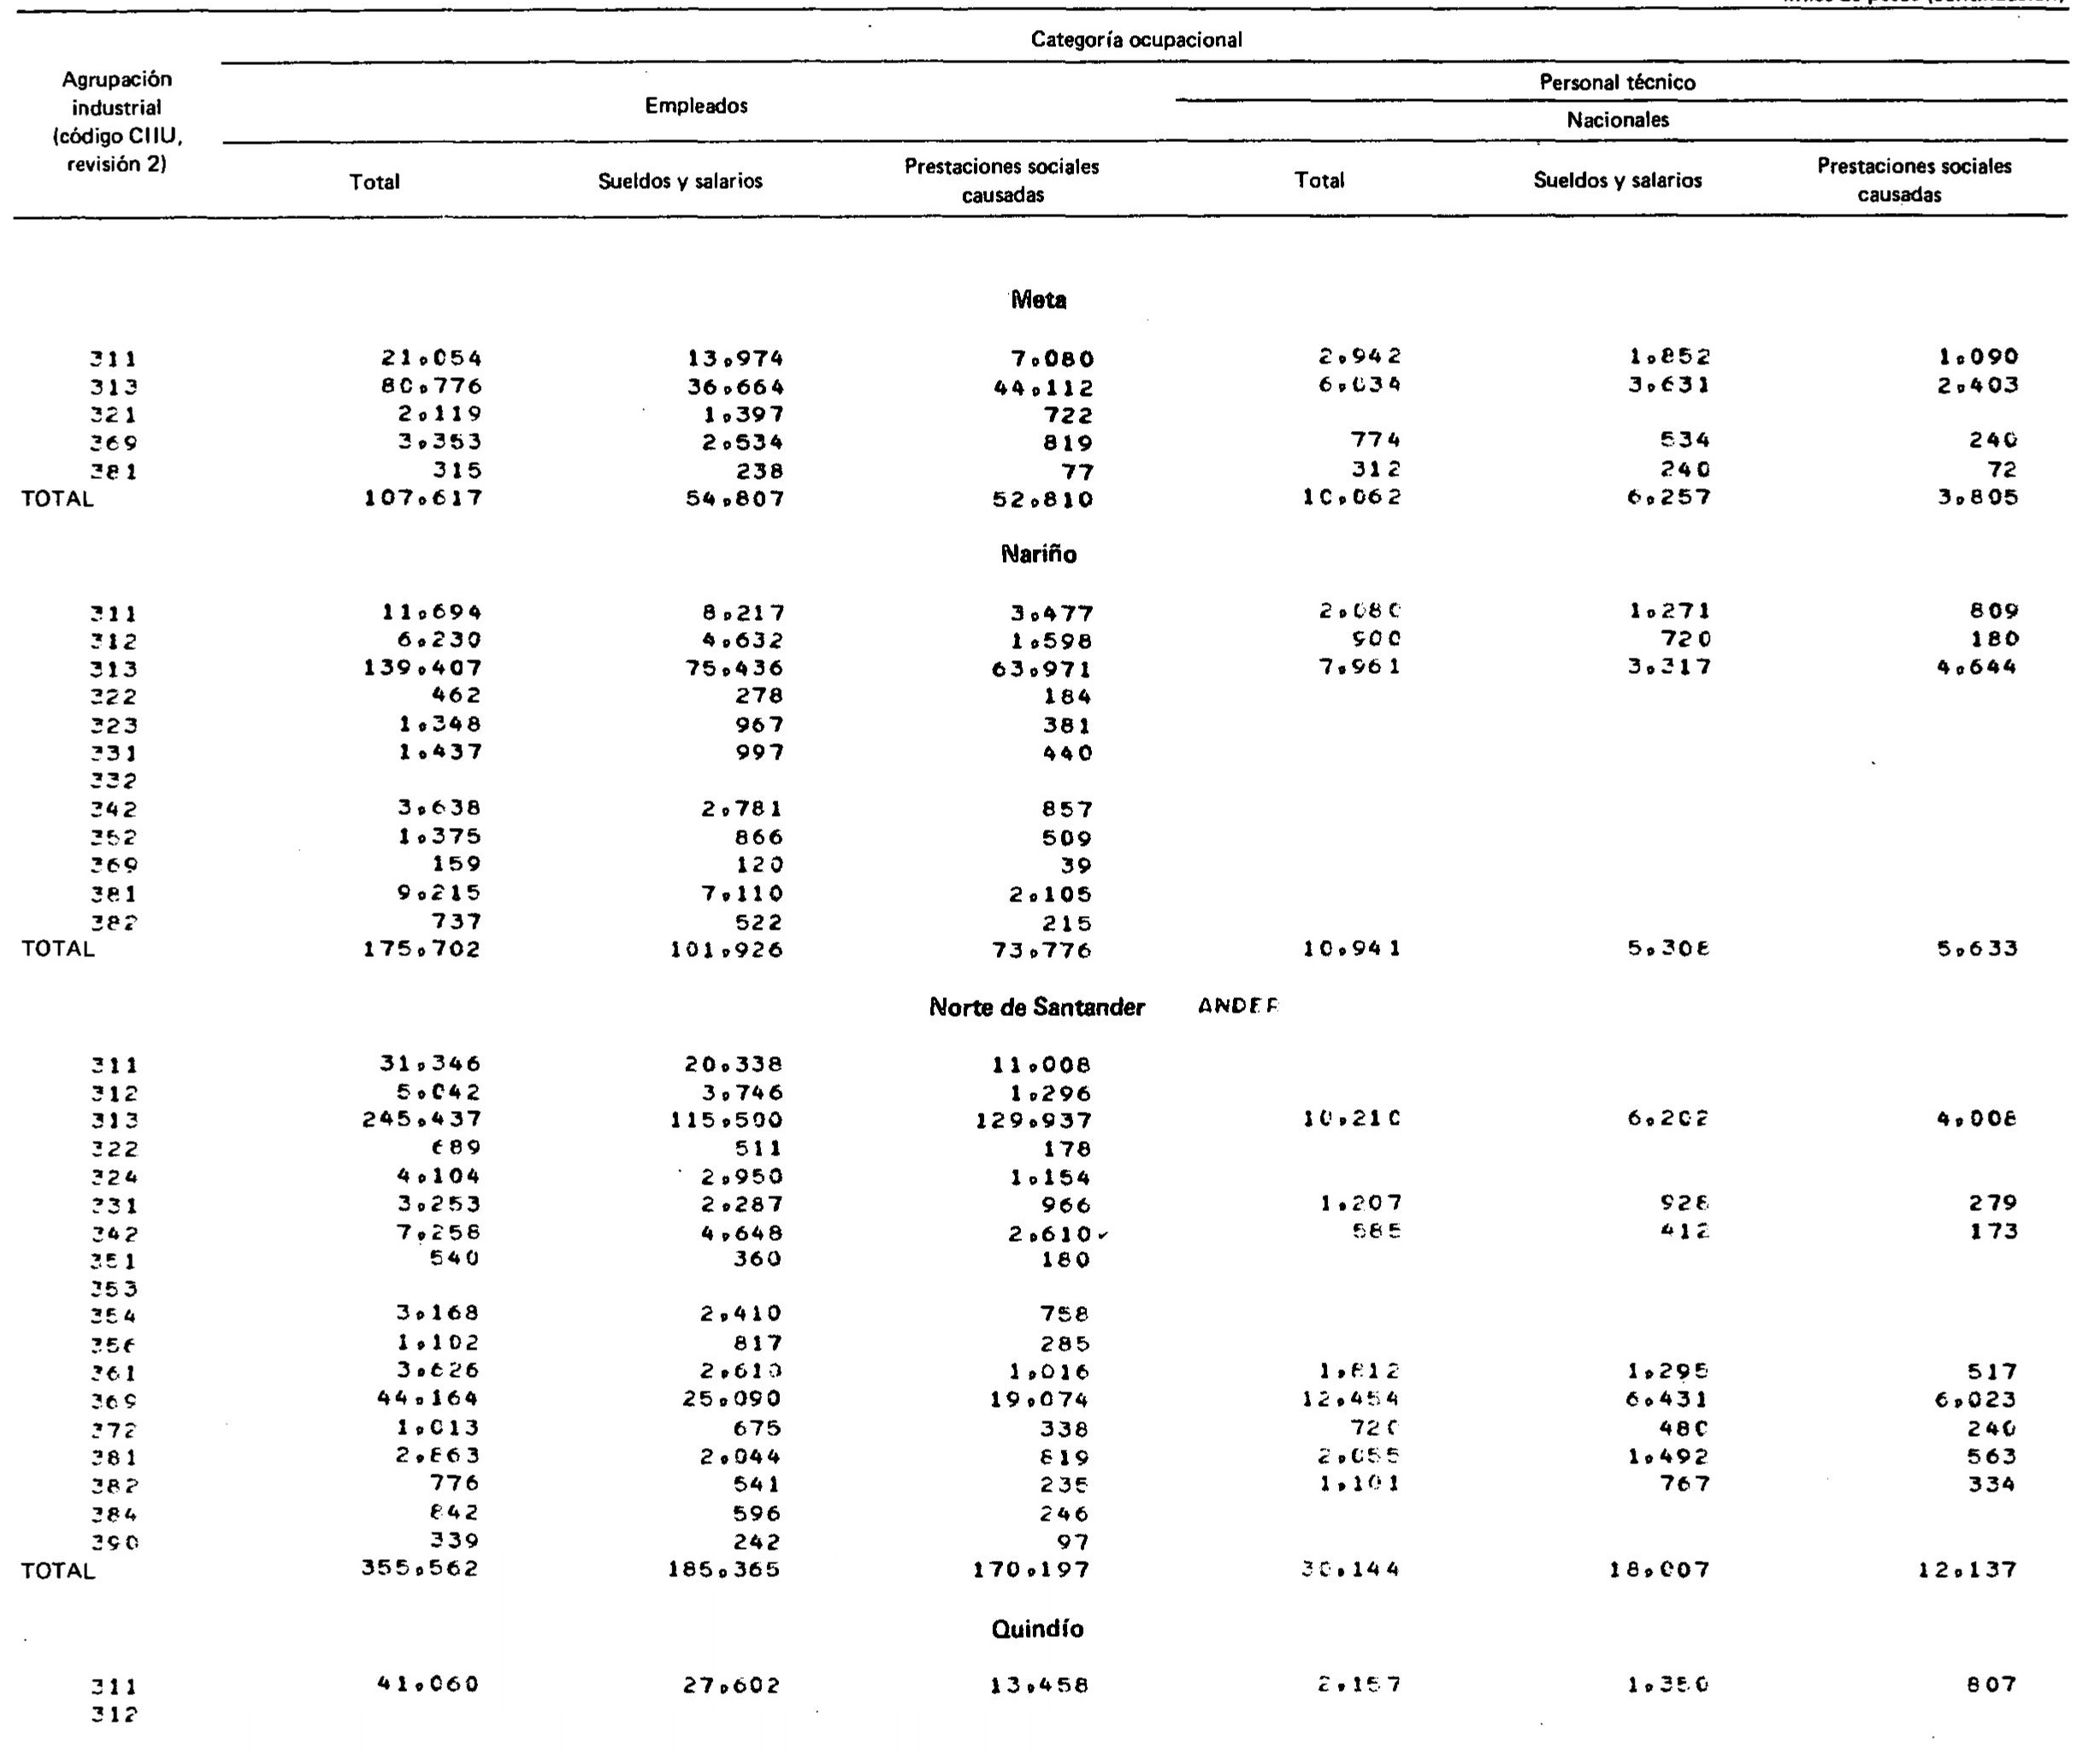 Categoría ocupacional
Agrupación industrial (código CIIU, revisión 2)
Empleados
Personal técnico
Nacionales
Total Sueldos y salarios Prestaciones sociales causadas Total Sueldos y salarios Prestaciones sociales causadas
Meta
311 21.054 13.974 7.080 2.942 1.852 1.090
313 80.776 36.664 44.112 6.034 3.631 2.403
321 2.119 1.397 722
369 3.353 2.534 819 774 534 240
381 315 238 77 312 240 72
TOTAL 107.617 54.807 52.810 10.062 6.257 3.805
Nariño
311 11.694 8.217 3.477 2.080 1.271 809
312 6.230 4.632 1.598 900 720 180
313 139.407 75.436 63.971 7.961 3.317 4.644
322 462 278 184
323 1.348 967 381
331 1.437 997 440
332
342 3.638 2.781 857
352 1.375 866 509
369 159 120 39
381 9.215 7.110 2.105
382 737 522 215
TOTAL 175.702 101.926 73.776 10.941 5.308 5.633
Norte de Santander ANDER
311 31.346 20.338 11.008
312 5.042 3.746 1.296
313 245.437 115.500 129.937 10.210 6.202 4.008
322 689 511 178
324 4.104 2.950 1.154
331 3.253 2.287 966 1.207 928 279
342 7.258 4.648 2.610 585 412 173
351 540 360 180
353
354 3.168 2.410 758
356 1.102 817 285
361 3.626 2.610 1.016 1.812 1.295 517
369 44.164 25.090 19.074 12.454 6.431 6.023
372 1.013 675 338 720 480 240
381 2.863 2.044 819 2.055 1.492 563
382 776 541 235 1.101 767 334
384 842 596 246
390 339 242 97
TOTAL 355.562 185.365 170.197 30.144 18.007 12.137
Quindío
311 41.060 27.602 13.458 2.157 1.350 807
312